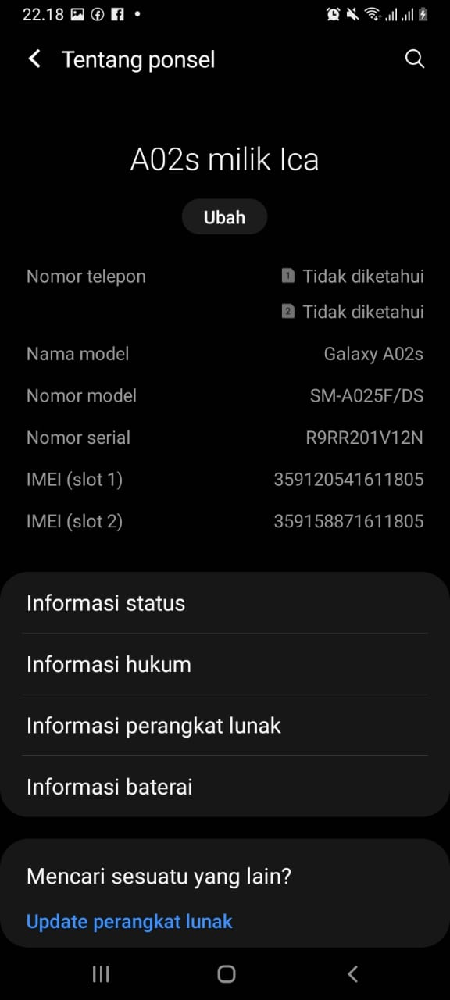 22.18
Tentang ponsel
A02s milik Ica
Ubah
Nomor telepon 1 Tidak diketahui
2 Tidak diketahui
Nama model Galaxy A02s
Nomor model SM-A025F/DS
Nomor serial R9RR201V12N
IMEI (slot 1) 359120541611805
IMEI (slot 2) 359158871611805
Informasi status
Informasi hukum
Informasi perangkat lunak
Informasi baterai
Mencari sesuatu yang lain?
Update perangkat lunak